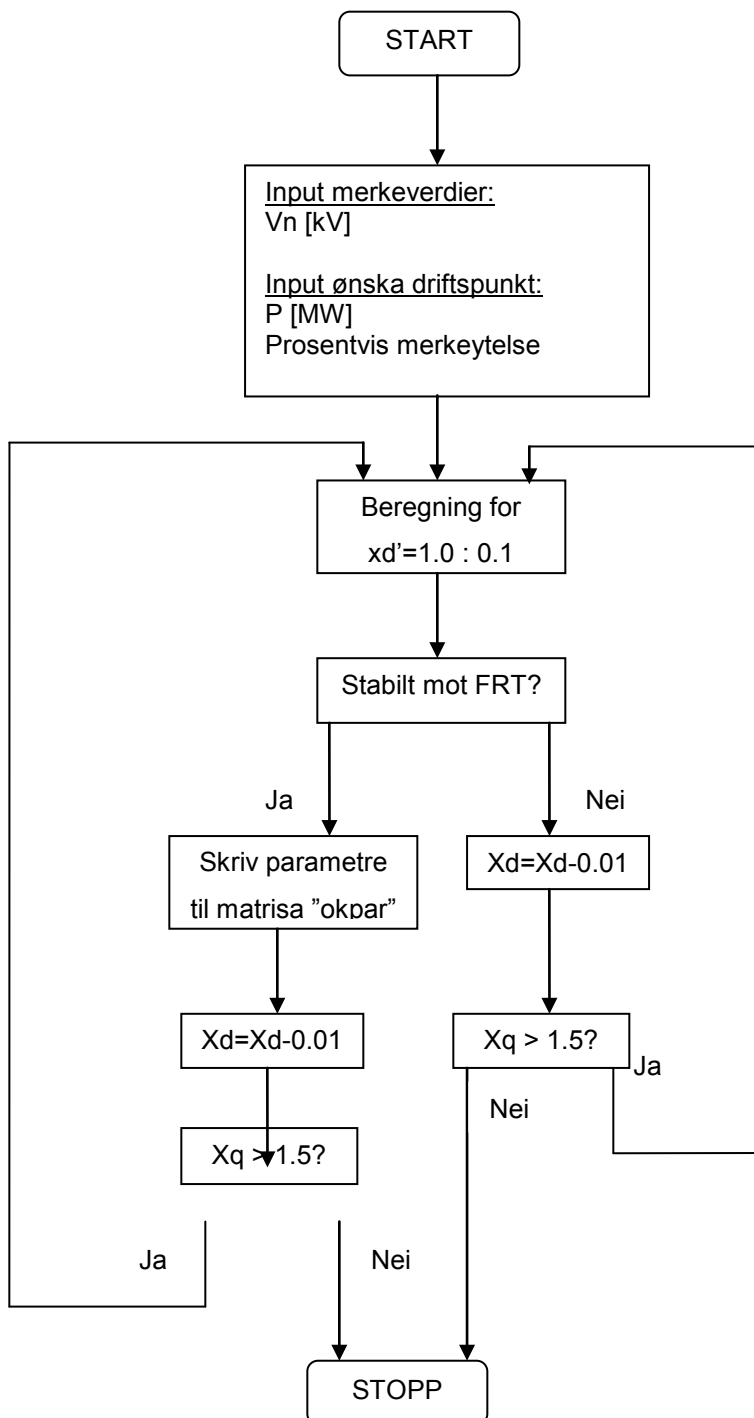 START
Input merkeverdier:
Vn [kV]
Input ønska driftspunkt:
P [MW]
Prosentvis merkeytelse
Beregning for
xd’=1.0 : 0.1
Stabilt mot FRT?
Ja
Nei
Skriv parametre
til matrisa ”okpar”
Xd=Xd-0.01
Xd=Xd-0.01
Xq > 1.5?
Ja
Nei
Xq > 1.5?
Ja
Nei
STOPP